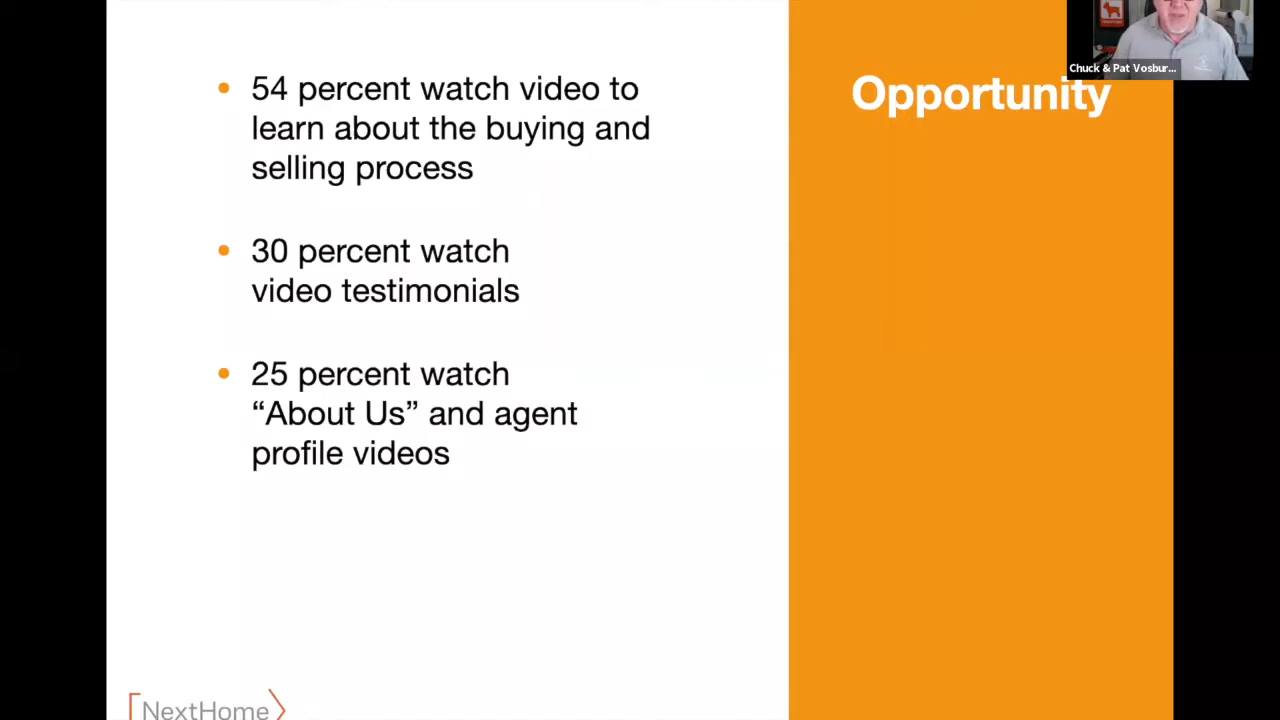 54 percent watch video to
learn about the buying and
selling process
30 percent watch
video testimonials
25 percent watch
“About Us” and agent
profile videos
Opportunity
Chuck & Pat Vosbur...
NextHome